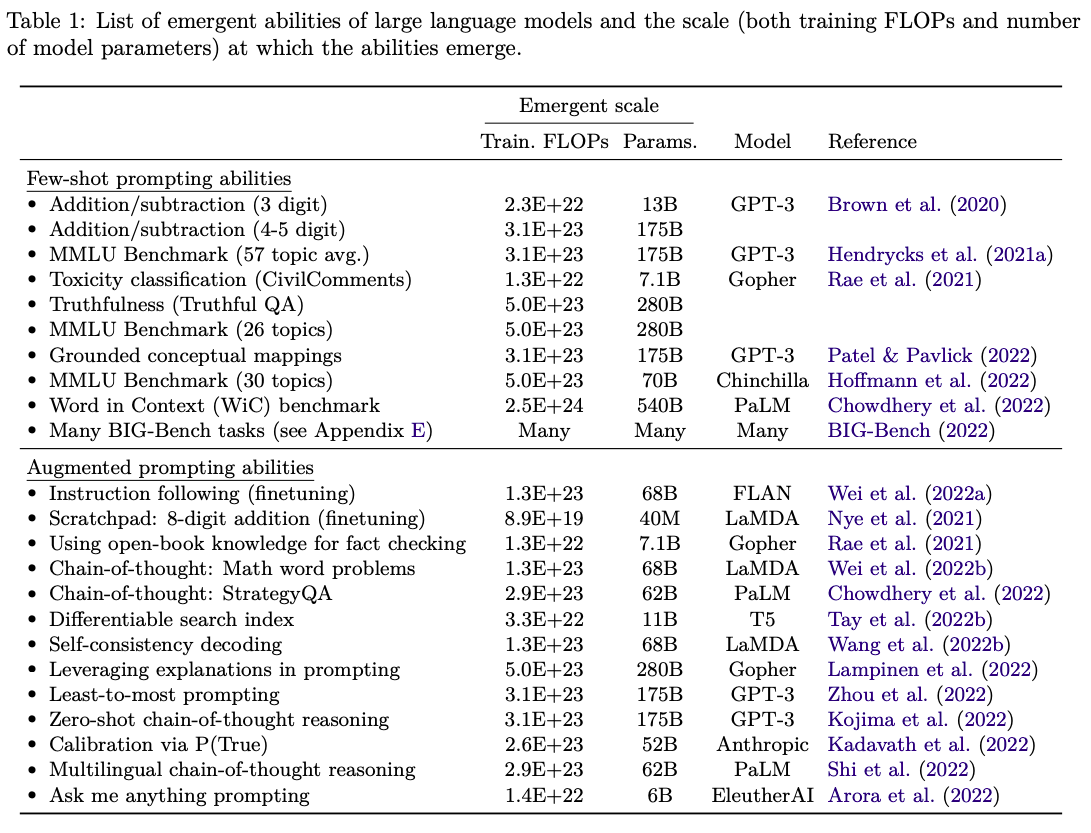 Table 1: List of emergent abilities of large language models and the scale (both training FLOPs and number
of model parameters) at which the abilities emerge.
Emergent scale
Train. FLOPs Params. Model Reference
Few-shot prompting abilities
• Addition/subtraction (3 digit) 2.3E+22 13B GPT-3 Brown et al. (2020)
• Addition/subtraction (4-5 digit) 3.1E+23 175B
• MMLU Benchmark (57 topic avg.) 3.1E+23 175B GPT-3 Hendrycks et al. (2021a)
• Toxicity classification (CivilComments) 1.3E+22 7.1B Gopher Rae et al. (2021)
• Truthfulness (Truthful QA) 5.0E+23 280B
• MMLU Benchmark (26 topics) 5.0E+23 280B
• Grounded conceptual mappings 3.1E+23 175B GPT-3 Patel & Pavlick (2022)
• MMLU Benchmark (30 topics) 5.0E+23 70B Chinchilla Hoffmann et al. (2022)
• Word in Context (WiC) benchmark 2.5E+24 540B PaLM Chowdhery et al. (2022)
• Many BIG-Bench tasks (see Appendix E) Many Many Many BIG-Bench (2022)
Augmented prompting abilities
• Instruction following (finetuning) 1.3E+23 68B FLAN Wei et al. (2022a)
• Scratchpad: 8-digit addition (finetuning) 8.9E+19 40M LaMDA Nye et al. (2021)
• Using open-book knowledge for fact checking 1.3E+22 7.1B Gopher Rae et al. (2021)
• Chain-of-thought: Math word problems 1.3E+23 68B LaMDA Wei et al. (2022b)
• Chain-of-thought: StrategyQA 2.9E+23 62B PaLM Chowdhery et al. (2022)
• Differentiable search index 3.3E+22 11B T5 Tay et al. (2022b)
• Self-consistency decoding 1.3E+23 68B LaMDA Wang et al. (2022b)
• Leveraging explanations in prompting 5.0E+23 280B Gopher Lampinen et al. (2022)
• Least-to-most prompting 3.1E+23 175B GPT-3 Zhou et al. (2022)
• Zero-shot chain-of-thought reasoning 3.1E+23 175B GPT-3 Kojima et al. (2022)
• Calibration via P(True) 2.6E+23 52B Anthropic Kadavath et al. (2022)
• Multilingual chain-of-thought reasoning 2.9E+23 62B PaLM Shi et al. (2022)
• Ask me anything prompting 1.4E+22 6B EleutherAI Arora et al. (2022)